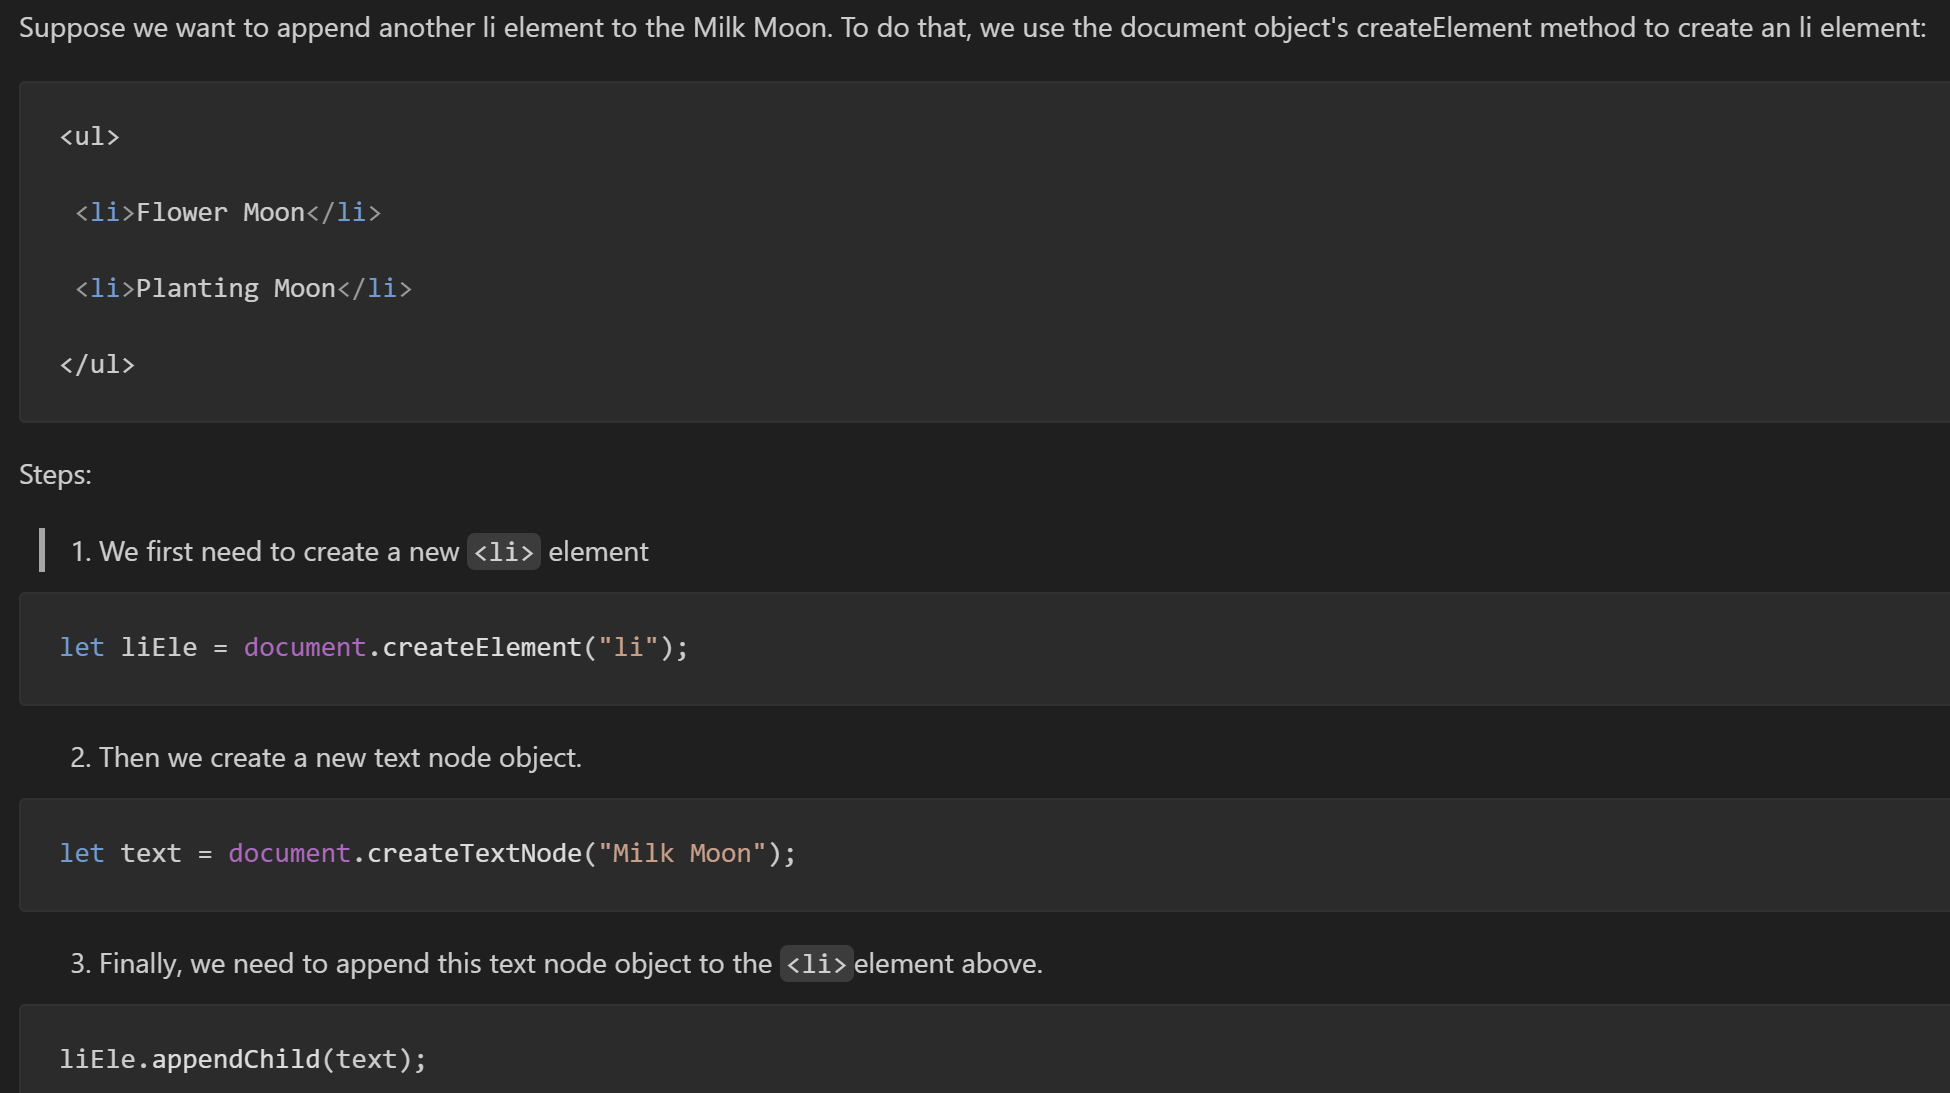 Suppose we want to append another li element to the Milk Moon. To do that, we use the document object's createElement method to create an li element:
<ul>
<li>Flower Moon</li>
<li>Planting Moon</li>
</ul>
Steps:
1. We first need to create a new <li> element
let liEle = document.createElement("li");
2. Then we create a new text node object.
let text = document.createTextNode("Milk Moon");
3. Finally, we need to append this text node object to the <li>element above.
liEle.appendChild(text);